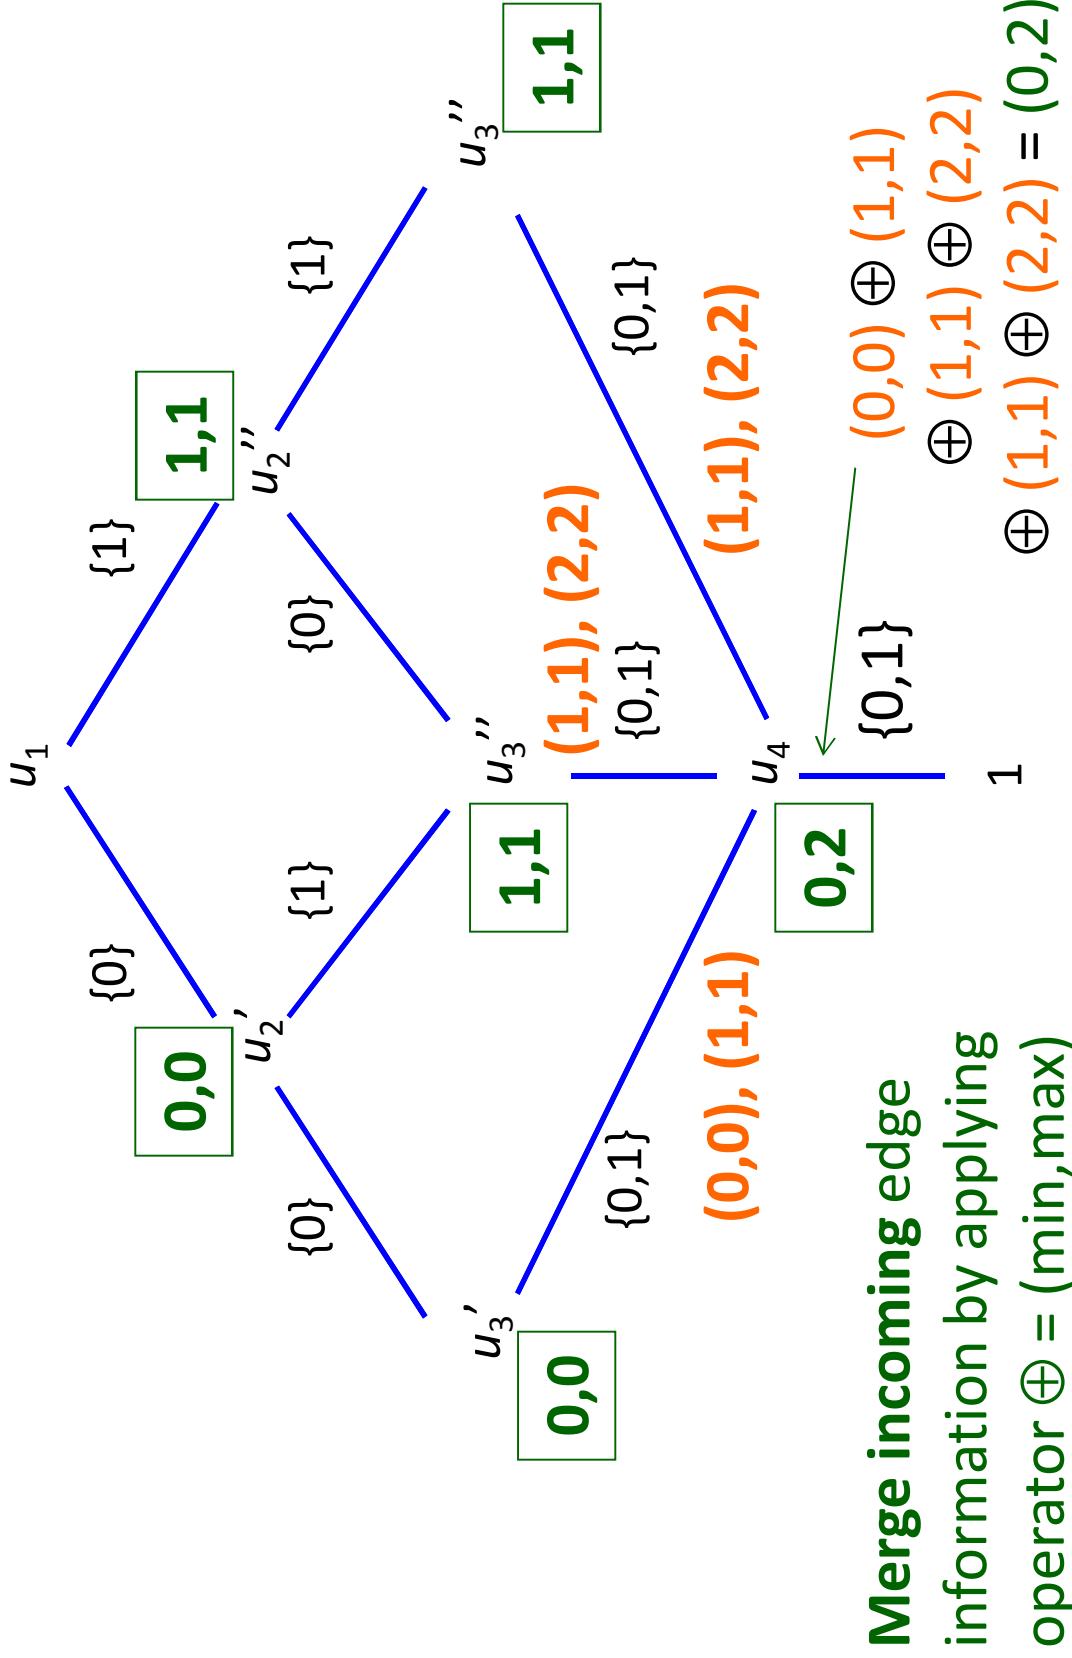 u₁
{0}
{1}
0,0
1,1
u₂′
u₂′′
{0}
{1}
{0}
{1}
u₃′
u₃′′
u₃′′
0,0
1,1
1,1
(1,1), (2,2)
{0,1}
{0,1}
{0,1}
(0,0), (1,1)
(1,1), (2,2)
u₄
0,2
{0,1}
1
(0,0) ⊕ (1,1)
⊕ (1,1) ⊕ (2,2)
⊕ (1,1) ⊕ (2,2) = (0,2)
Merge incoming edge
information by applying
operator ⊕ = (min,max)